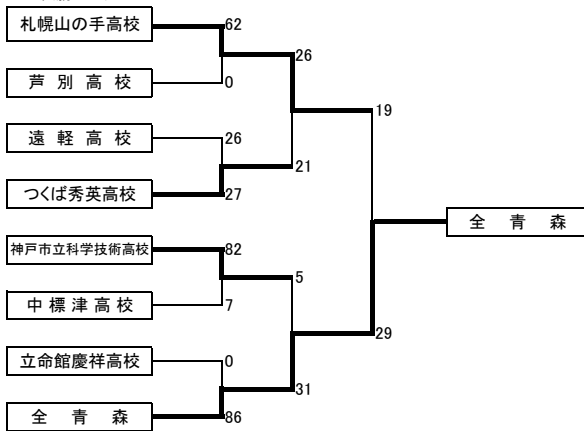 札幌山の手高校
62
26
芦別高校
0
19
遠軽高校
26
21
つくば秀英高校
27
全青森
神戸市立科学技術高校
82
5
中標津高校
7
29
立命館慶祥高校
0
31
全青森
86